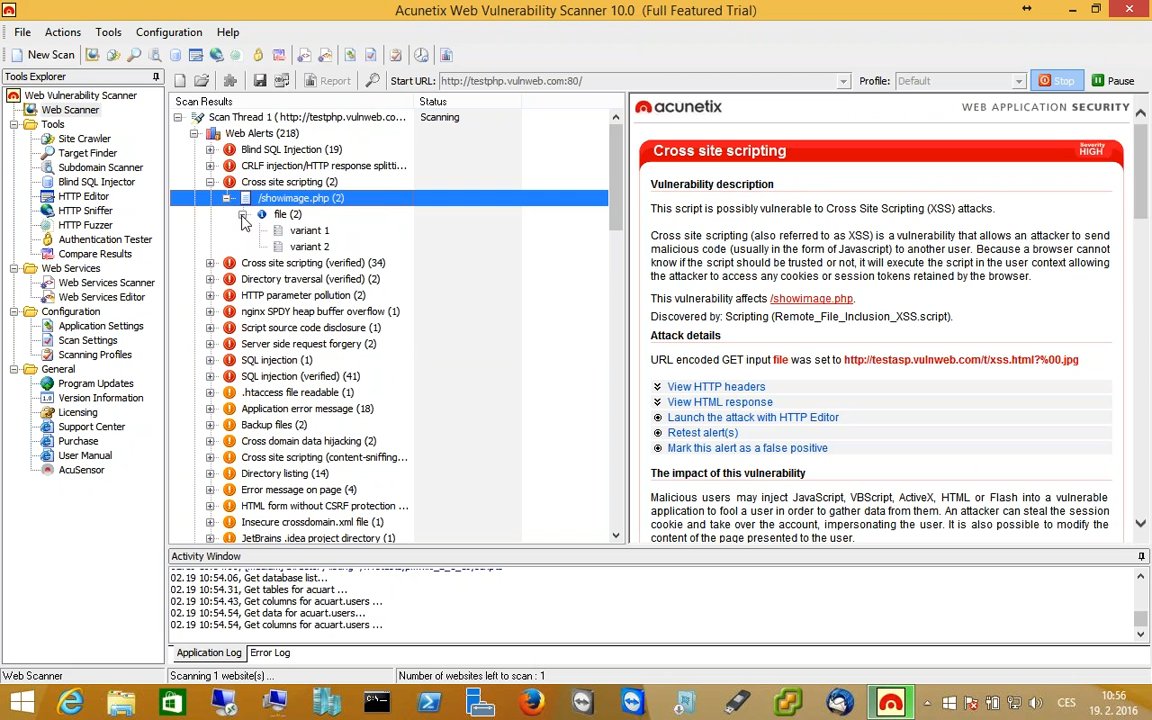 Acunetix Web Vulnerability Scanner 10.0 (Full Featured Trial)
File Actions Tools Configuration Help
New Scan
Tools Explorer
Report Start URL: http://testphp.vulnweb.com:80/ Profile: Default Stop Pause
Web Vulnerability Scanner
Web Scanner
Tools
Site Crawler
Target Finder
Subdomain Scanner
Blind SQL Injector
HTTP Editor
HTTP Sniffer
HTTP Fuzzer
Authentication Tester
Compare Results
Web Services
Web Services Scanner
Web Services Editor
Configuration
Application Settings
Scan Settings
Scanning Profiles
General
Program Updates
Version Information
Licensing
Support Center
Purchase
User Manual
AcuSensor
Scan Results Status
Scan Thread 1 ( http://testphp.vulnweb.co... Scanning
Web Alerts (218)
Blind SQL Injection (19)
CRLF injection/HTTP response splitti...
Cross site scripting (2)
/showimage.php (2)
file (2)
variant 1
variant 2
Cross site scripting (verified) (34)
Directory traversal (verified) (2)
HTTP parameter pollution (2)
nginx SPDY heap buffer overflow (1)
Script source code disclosure (1)
Server side request forgery (2)
SQL injection (1)
SQL injection (verified) (41)
.htaccess file readable (1)
Application error message (18)
Backup files (2)
Cross domain data hijacking (2)
Cross site scripting (content-sniffing...
Directory listing (14)
Error message on page (4)
HTML form without CSRF protection ...
Insecure crossdomain.xml file (1)
JetBrains .idea project directory (1)
acunetix WEB APPLICATION SECURITY
Cross site scripting Severity HIGH
Vulnerability description
This script is possibly vulnerable to Cross Site Scripting (XSS) attacks.
Cross site scripting (also referred to as XSS) is a vulnerability that allows an attacker to send
malicious code (usually in the form of Javascript) to another user. Because a browser cannot
know if the script should be trusted or not, it will execute the script in the user context allowing
the attacker to access any cookies or session tokens retained by the browser.
This vulnerability affects /showimage.php.
Discovered by: Scripting (Remote_File_Inclusion_XSS.script).
Attack details
URL encoded GET input file was set to http://testasp.vulnweb.com/t/xss.html?%00.jpg
View HTTP headers
View HTML response
Launch the attack with HTTP Editor
Retest alert(s)
Mark this alert as a false positive
The impact of this vulnerability
Malicious users may inject JavaScript, VBScript, ActiveX, HTML or Flash into a vulnerable
application to fool a user in order to gather data from them. An attacker can steal the session
cookie and take over the account, impersonating the user. It is also possible to modify the
content of the page presented to the user.
Activity Window
02.19 10:54.06, Get database list...
02.19 10:54.31, Get tables for acuart ...
02.19 10:54.43, Get columns for acuart.users ...
02.19 10:54.54, Get data for acuart.users...
02.19 10:54.54, Get columns for acuart.users ...
Application Log Error Log
Web Scanner Scanning 1 website(s) ... Number of websites left to scan : 1
CES 10:56
19. 2. 2016